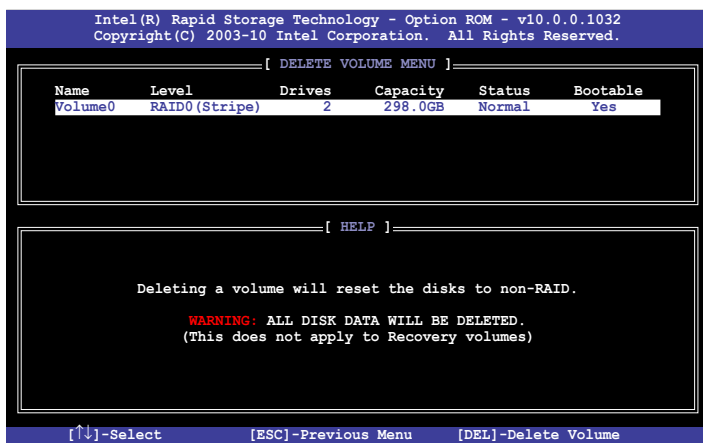 Intel(R) Rapid Storage Technology - Option ROM - v10.0.0.1032
Copyright(C) 2003-10 Intel Corporation. All Rights Reserved.
[ DELETE VOLUME MENU ]
Name Level Drives Capacity Status Bootable
Volume0 RAID0(Stripe) 2 298.0GB Normal Yes
[ HELP ]
Deleting a volume will reset the disks to non-RAID.
WARNING: ALL DISK DATA WILL BE DELETED.
(This does not apply to Recovery volumes)
[↑↓]-Select [ESC]-Previous Menu [DEL]-Delete Volume